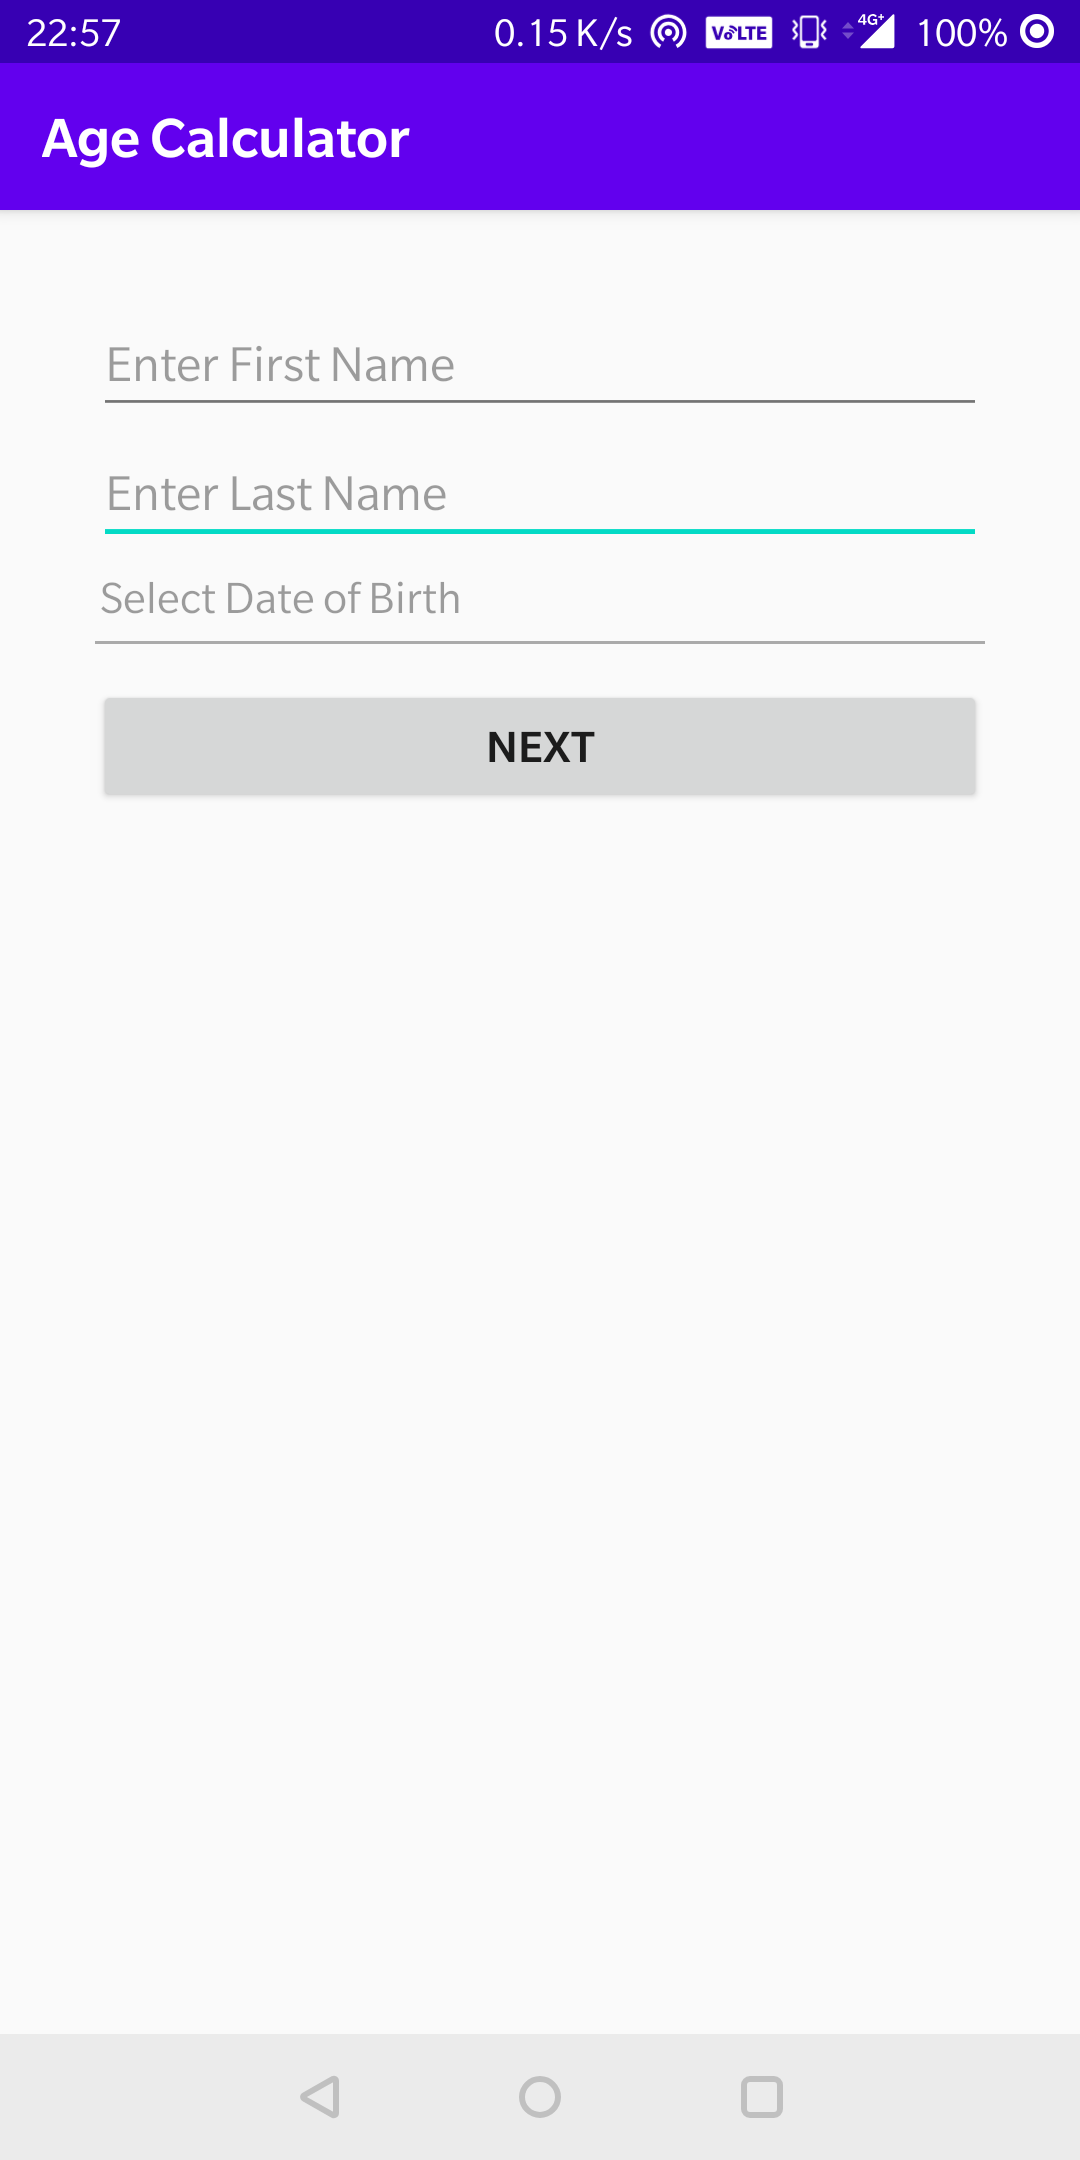 22:57 0.15 K/s VoLTE 4G+ 100%
Age Calculator
Enter First Name
Enter Last Name
Select Date of Birth
NEXT